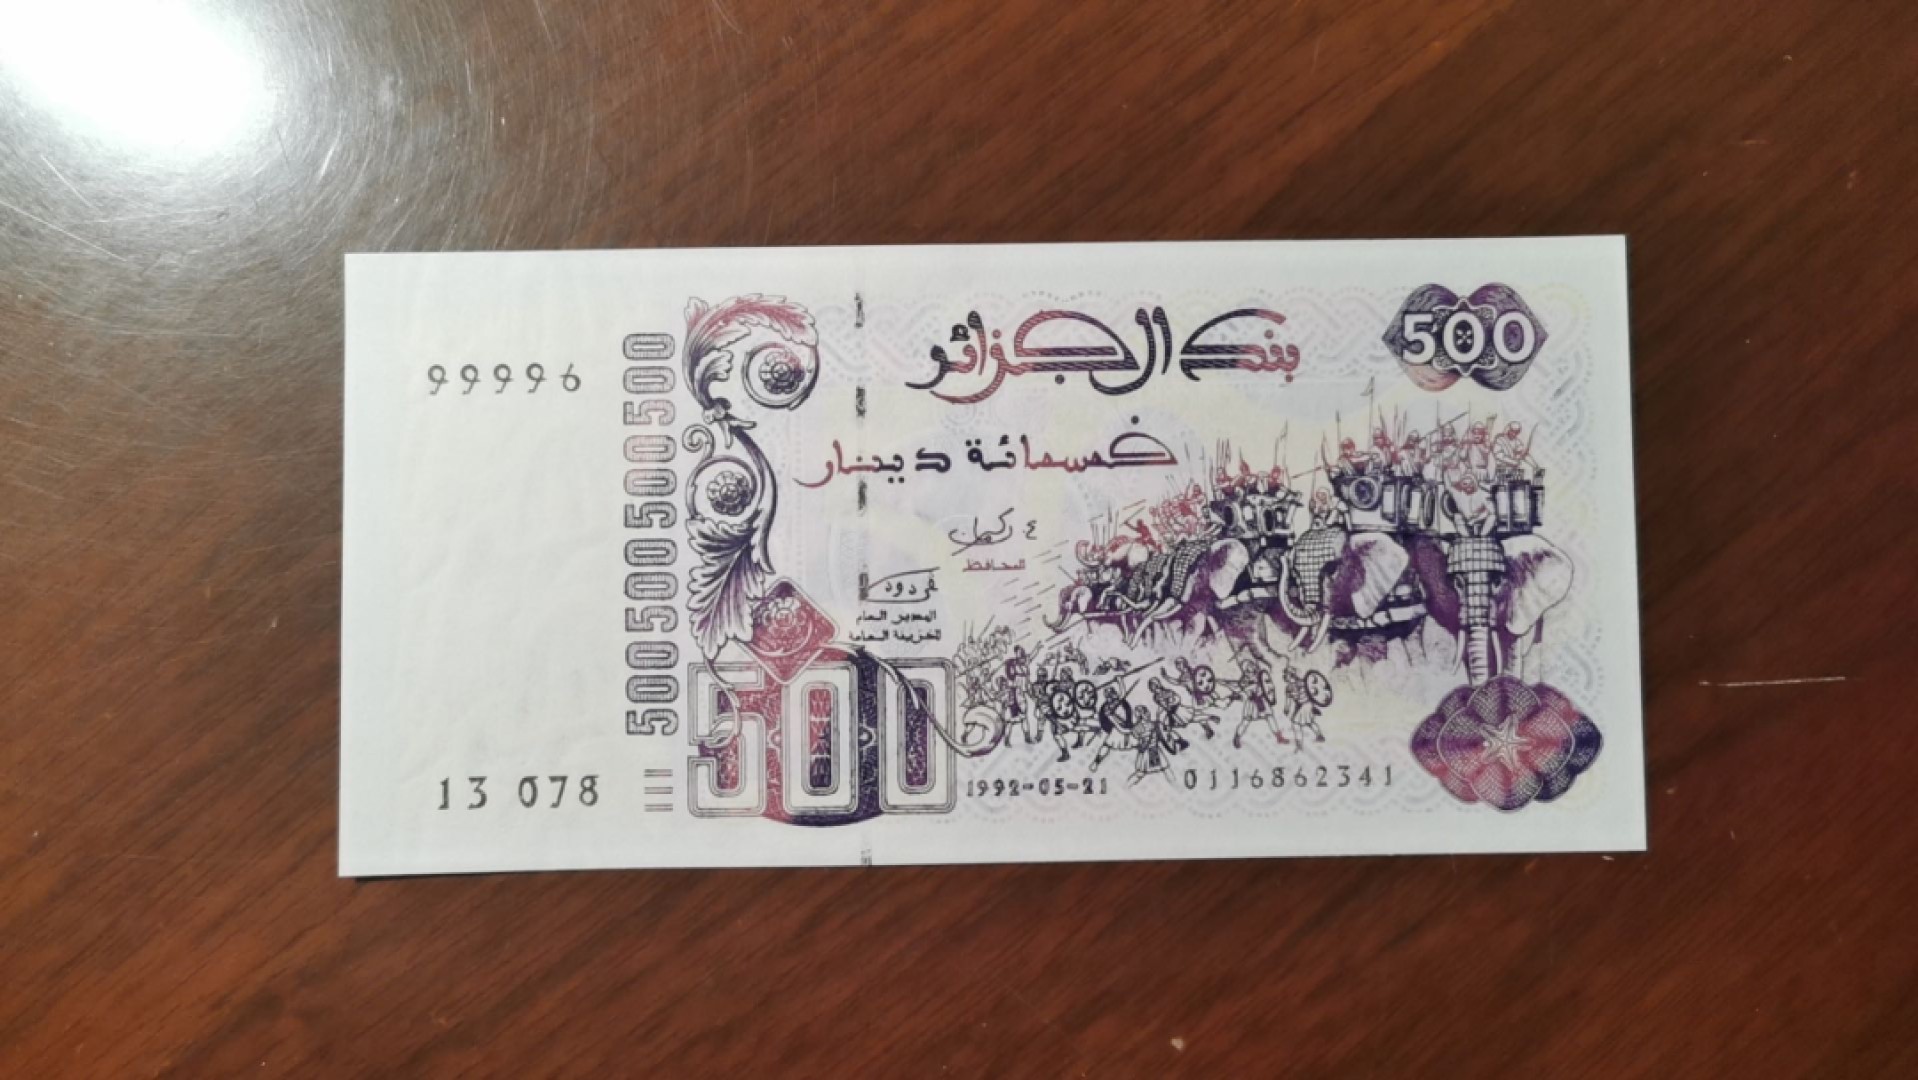 بنك الجزائر
500
99996
خمسمائة دينار
500500500500
المحافظ
المدير العام
للخزينة العامة
500
13 078
1992-05-21
0116862341